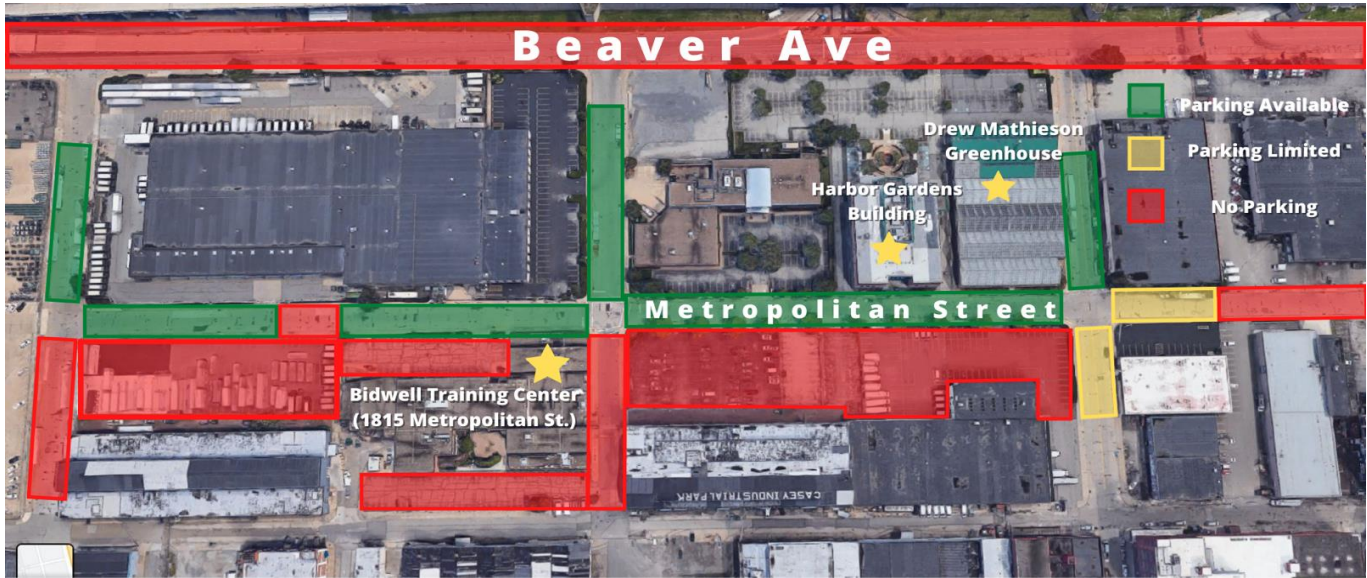 Beaver Ave
Parking Available
Drew Mathieson
Greenhouse
Parking Limited
Harbor Gardens
Building
No Parking
Metropolitan Street
Bidwell Training Center
(1815 Metropolitan St.)
CASEY INDUSTRIAL PARK